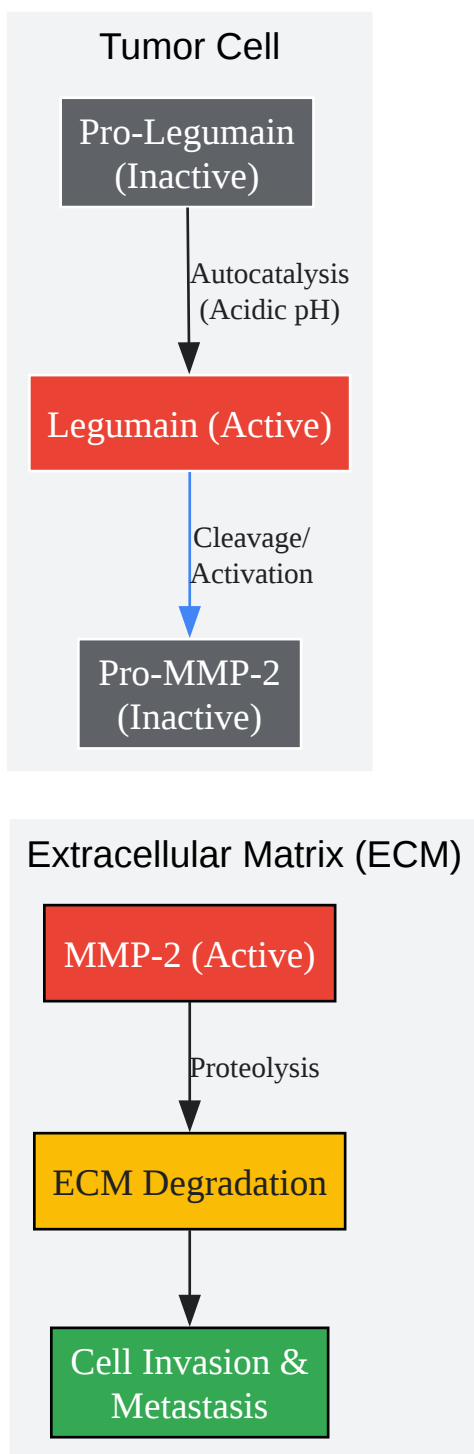 Tumor Cell
Pro-Legumain
(Inactive)
Autocatalysis
(Acidic pH)
Legumain (Active)
Cleavage/
Activation
Pro-MMP-2
(Inactive)
Extracellular Matrix (ECM)
MMP-2 (Active)
Proteolysis
ECM Degradation
Cell Invasion &
Metastasis